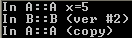 In A::A x=5
In B::B (ver #2)
In A::A (copy)